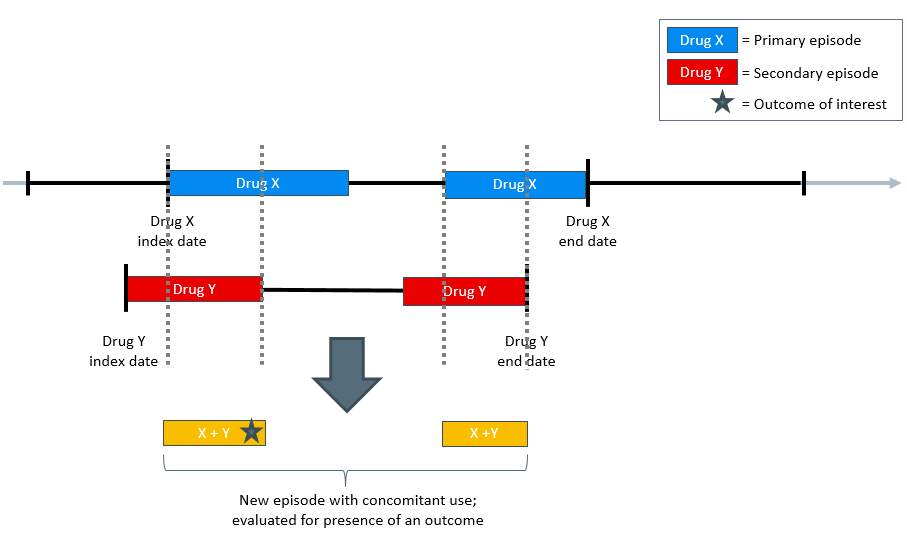 Drug X = Primary episode
Drug Y = Secondary episode
= Outcome of interest
Drug X
Drug X
Drug X
index date
Drug X
end date
Drug Y
Drug Y
Drug Y
index date
Drug Y
end date
X + Y
X +Y
New episode with concomitant use;
evaluated for presence of an outcome